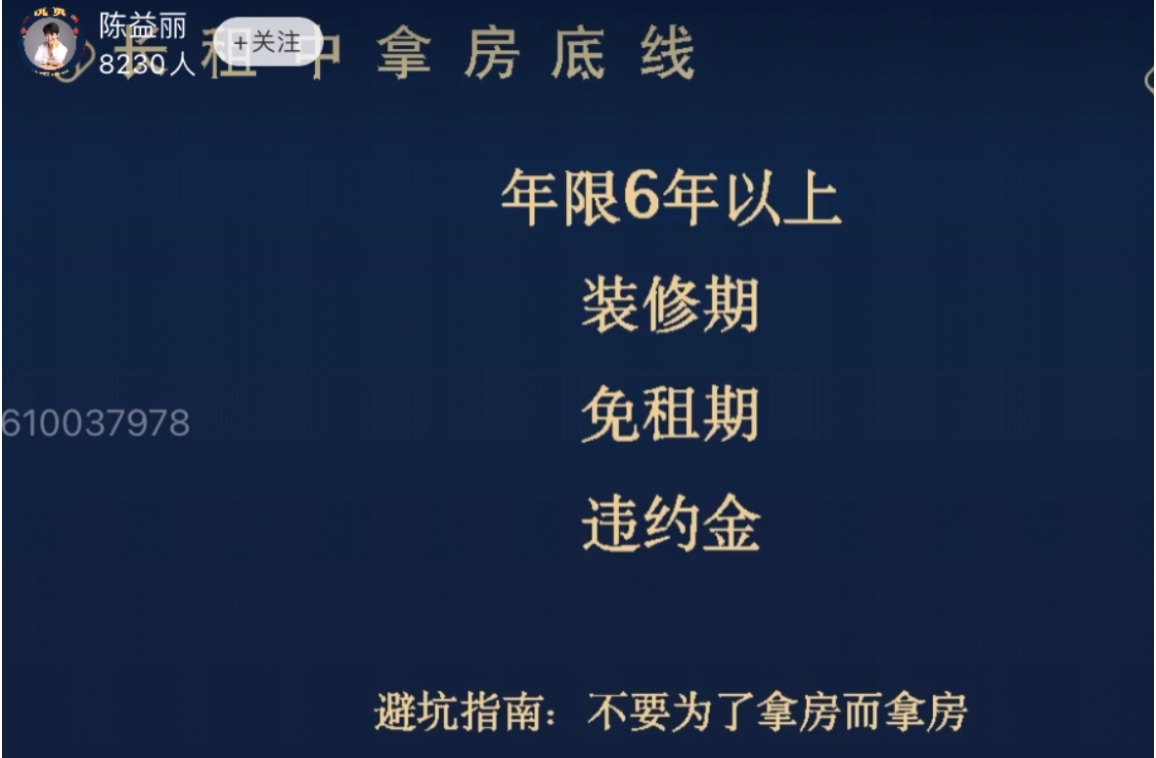 陈益丽
8230人
+关注
长租中拿房底线
年限6年以上
装修期
免租期
610037978
违约金
避坑指南：不要为了拿房而拿房